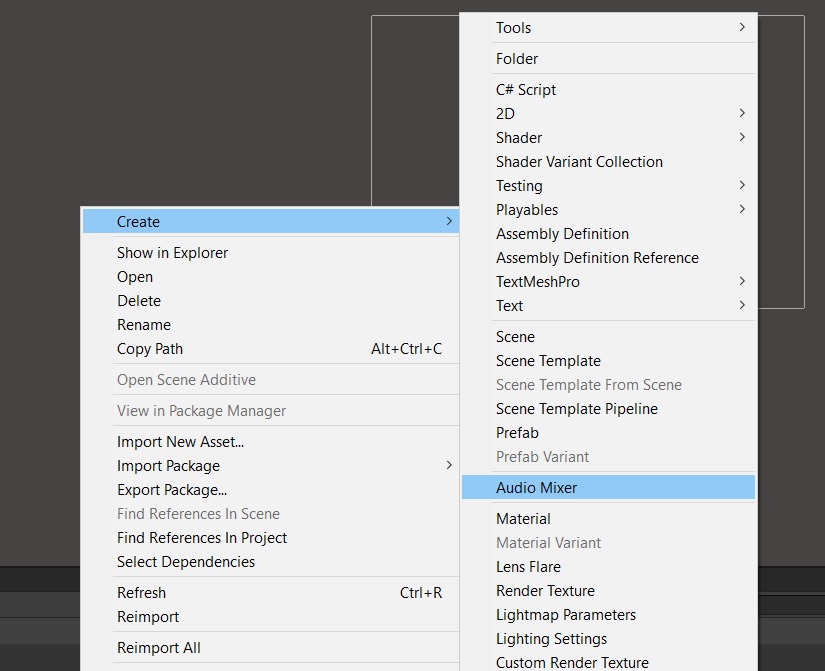 Tools
Folder
C# Script
2D
Shader
Shader Variant Collection
Testing
Playables
Assembly Definition
Assembly Definition Reference
TextMeshPro
Text
Scene
Scene Template
Scene Template From Scene
Scene Template Pipeline
Prefab
Prefab Variant
Audio Mixer
Material
Material Variant
Lens Flare
Render Texture
Lightmap Parameters
Lighting Settings
Custom Render Texture
Create
Show in Explorer
Open
Delete
Rename
Copy Path Alt+Ctrl+C
Open Scene Additive
View in Package Manager
Import New Asset...
Import Package
Export Package...
Find References In Scene
Find References In Project
Select Dependencies
Refresh Ctrl+R
Reimport
Reimport All